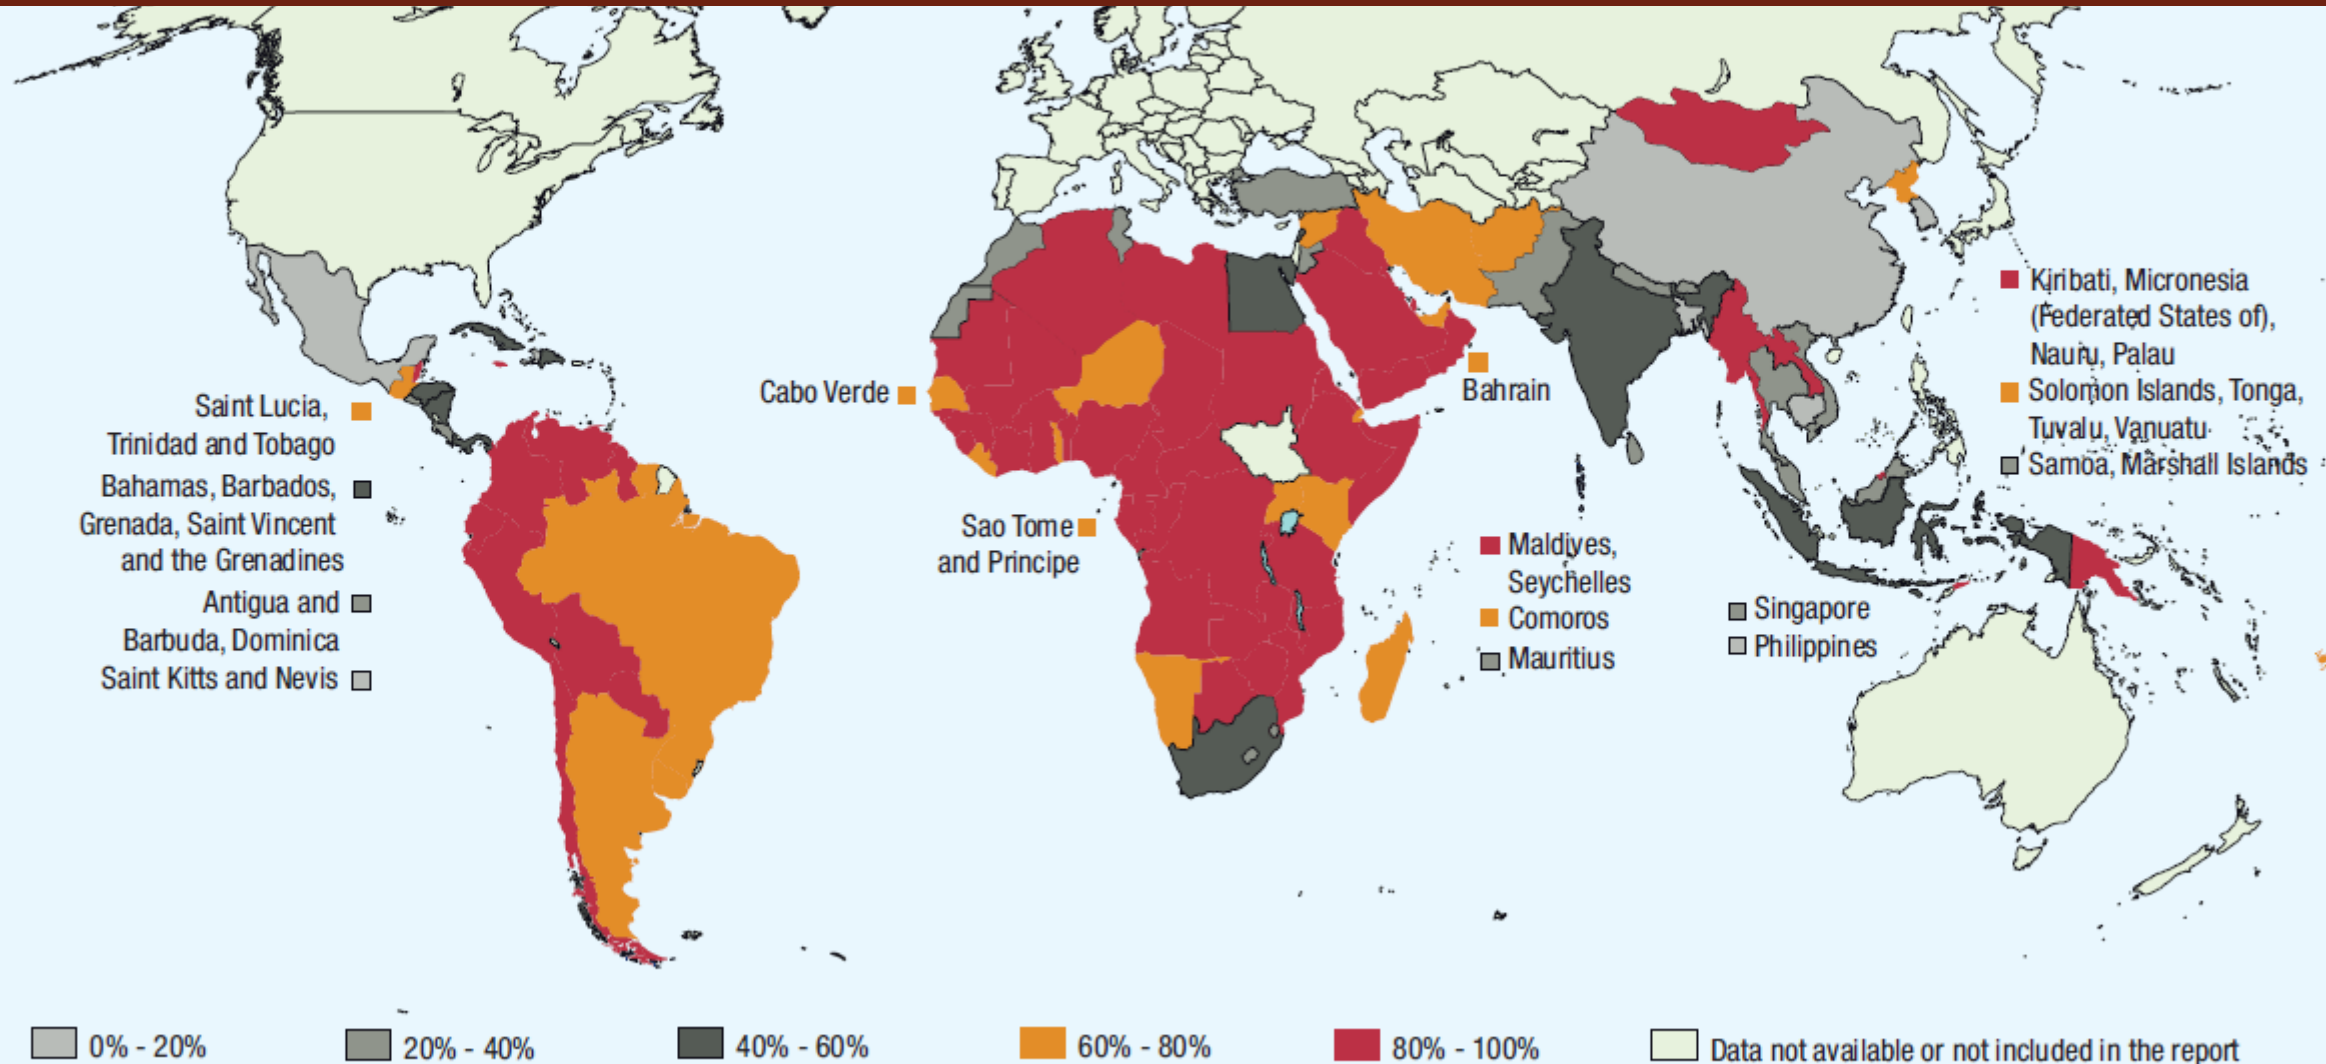 Saint Lucia,
Trinidad and Tobago
Bahamas, Barbados,
Grenada, Saint Vincent
and the Grenadines
Antigua and
Barbuda, Dominica
Saint Kitts and Nevis
Cabo Verde
Sao Tome
and Principe
Bahrain
Maldives,
Seychelles
Comoros
Mauritius
Singapore
Philippines
Kiribati, Micronesia
(Federated States of),
Nauru, Palau
Solomon Islands, Tonga,
Tuvalu, Vanuatu
Samoa, Marshall Islands
0% - 20%
20% - 40%
40% - 60%
60% - 80%
80% - 100%
Data not available or not included in the report